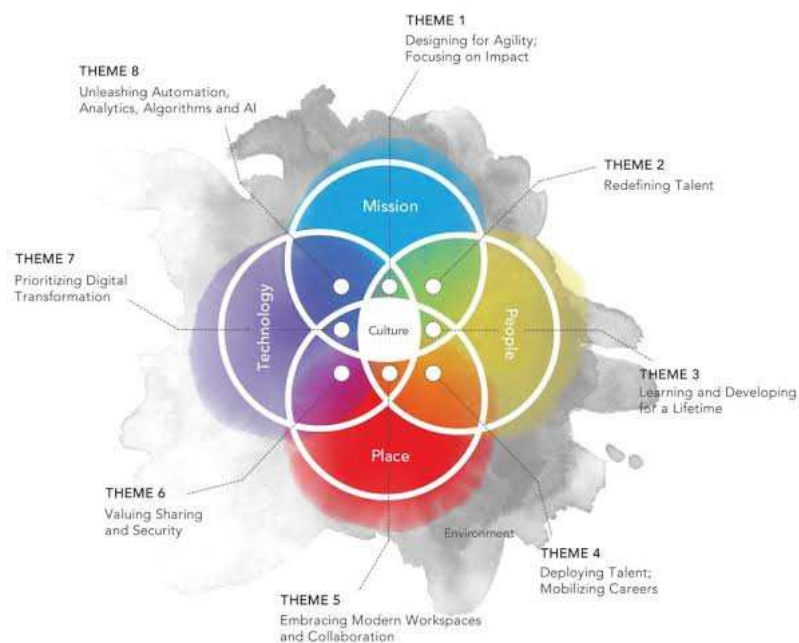 THEME 1
Designing for Agility;
Focusing on Impact
THEME 8
Unleashing Automation,
Analytics, Algorithms and AI
THEME 2
Redefining Talent
Mission
THEME 7
Prioritizing Digital
Transformation
Technology
Culture
People
THEME 3
Learning and Developing
for a Lifetime
Place
THEME 6
Valuing Sharing
and Security
Environment
THEME 4
Deploying Talent;
Mobilizing Careers
THEME 5
Embracing Modern Workspaces
and Collaboration